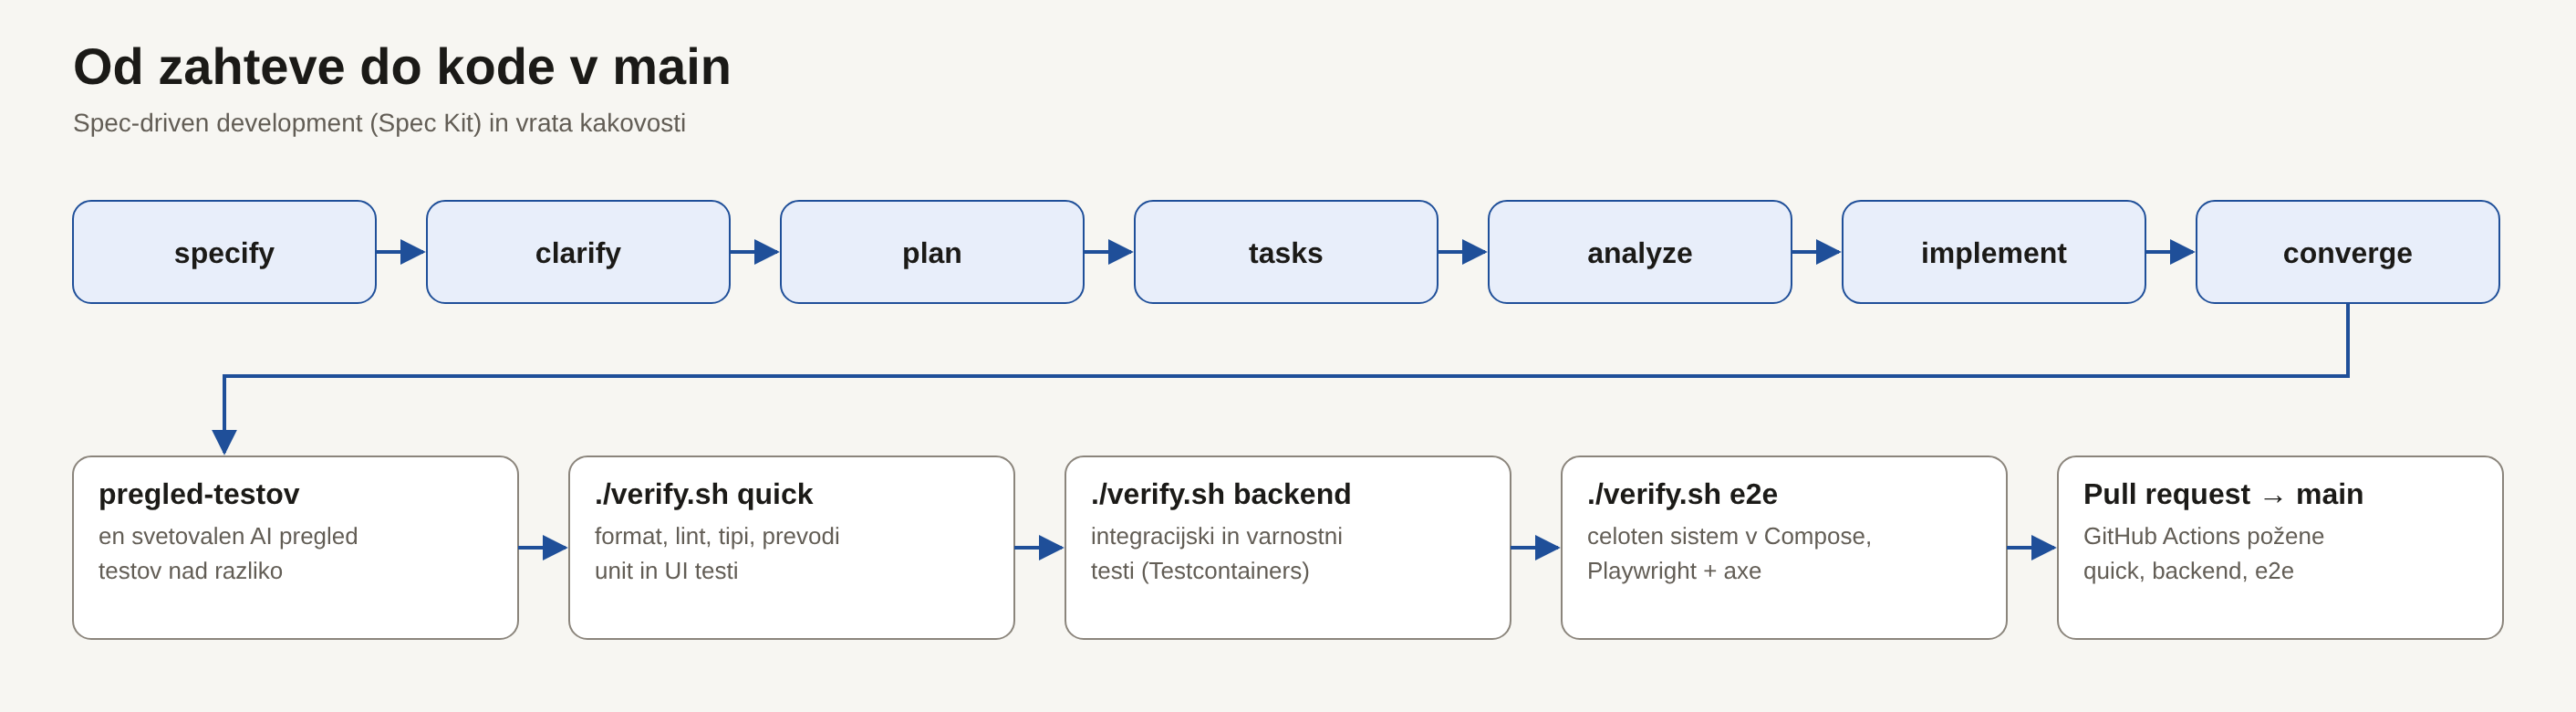 Od zahteve do kode v main
Spec-driven development (Spec Kit) in vrata kakovosti
specify
clarify
plan
tasks
analyze
implement
converge
pregled-testov
en svetovalen AI pregled
testov nad razliko
./verify.sh quick
format, lint, tipi, prevodi
unit in UI testi
./verify.sh backend
integracijski in varnostni
testi (Testcontainers)
./verify.sh e2e
celoten sistem v Compose,
Playwright + axe
Pull request → main
GitHub Actions požene
quick, backend, e2e